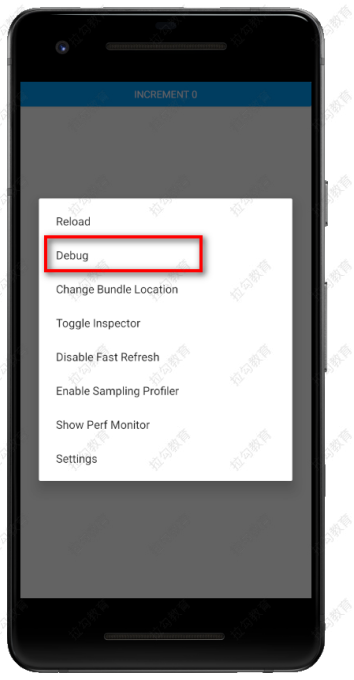 INCREMENT 0
Reload
Debug
Change Bundle Location
Toggle Inspector
Disable Fast Refresh
Enable Sampling Profiler
Show Perf Monitor
Settings
拉勾教育